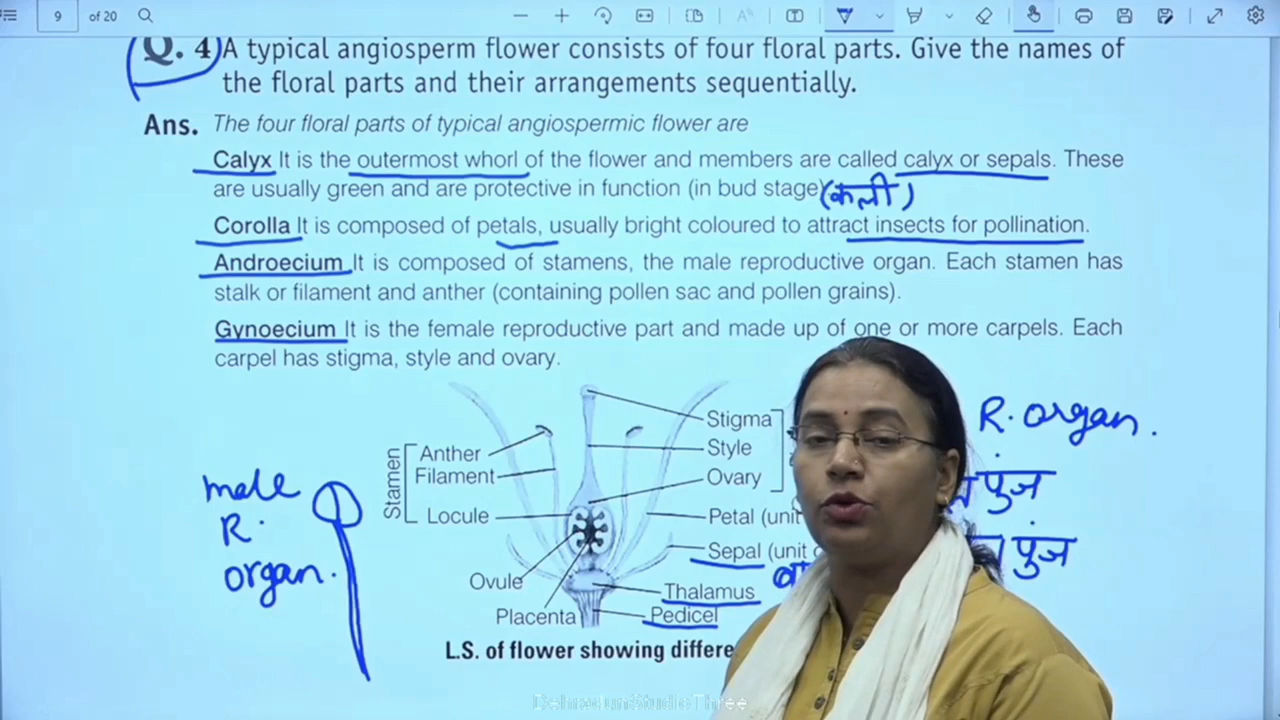 9 of 20
Q. 4 A typical angiosperm flower consists of four floral parts. Give the names of
the floral parts and their arrangements sequentially.
Ans. The four floral parts of typical angiospermic flower are
Calyx It is the outermost whorl of the flower and members are called calyx or sepals. These
are usually green and are protective in function (in bud stage)
(कली)
Corolla It is composed of petals, usually bright coloured to attract insects for pollination.
Androecium It is composed of stamens, the male reproductive organ. Each stamen has
stalk or filament and anther (containing pollen sac and pollen grains).
Gynoecium It is the female reproductive part and made up of one or more carpels. Each
carpel has stigma, style and ovary.
Stigma
Style
Ovary
Petal (unit
Sepal (unit
Thalamus
Pedicel
Stamen
Anther
Filament
Locule
Ovule
Placenta
male
R.
organ.
R. organ.
पुंज
पुंज
L.S. of flower showing differe
DehradunStudioThree